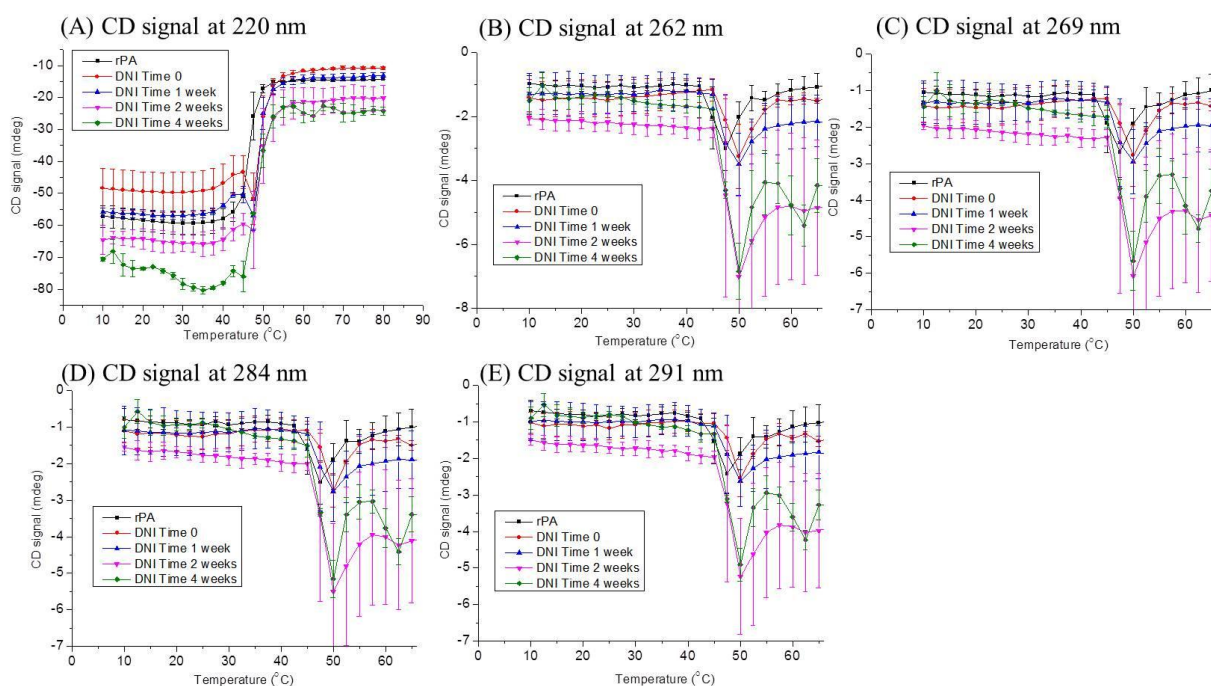 (A) CD signal at 220 nm
CD signal (mdeg)
-10
-20
-30
-40
-50
-60
-70
-80
rPA
DNI Time 0
DNI Time 1 week
DNI Time 2 weeks
DNI Time 4 weeks
0 10 20 30 40 50 60 70 80 90
Temperature (°C)
(B) CD signal at 262 nm
CD signal (mdeg)
0
-2
-4
-6
-8
rPA
DNI Time 0
DNI Time 1 week
DNI Time 2 weeks
DNI Time 4 weeks
0 10 20 30 40 50 60
Temperature (°C)
(C) CD signal at 269 nm
CD signal (mdeg)
0
-1
-2
-3
-4
-5
-6
-7
rPA
DNI Time 0
DNI Time 1 week
DNI Time 2 weeks
DNI Time 4 weeks
0 10 20 30 40 50 60
Temperature (°C)
(D) CD signal at 284 nm
CD signal (mdeg)
0
-1
-2
-3
-4
-5
-6
-7
rPA
DNI Time 0
DNI Time 1 week
DNI Time 2 weeks
DNI Time 4 weeks
0 10 20 30 40 50 60
Temperature (°C)
(E) CD signal at 291 nm
CD signal (mdeg)
0
-1
-2
-3
-4
-5
-6
-7
rPA
DNI Time 0
DNI Time 1 week
DNI Time 2 weeks
DNI Time 4 weeks
0 10 20 30 40 50 60
Temperature (°C)